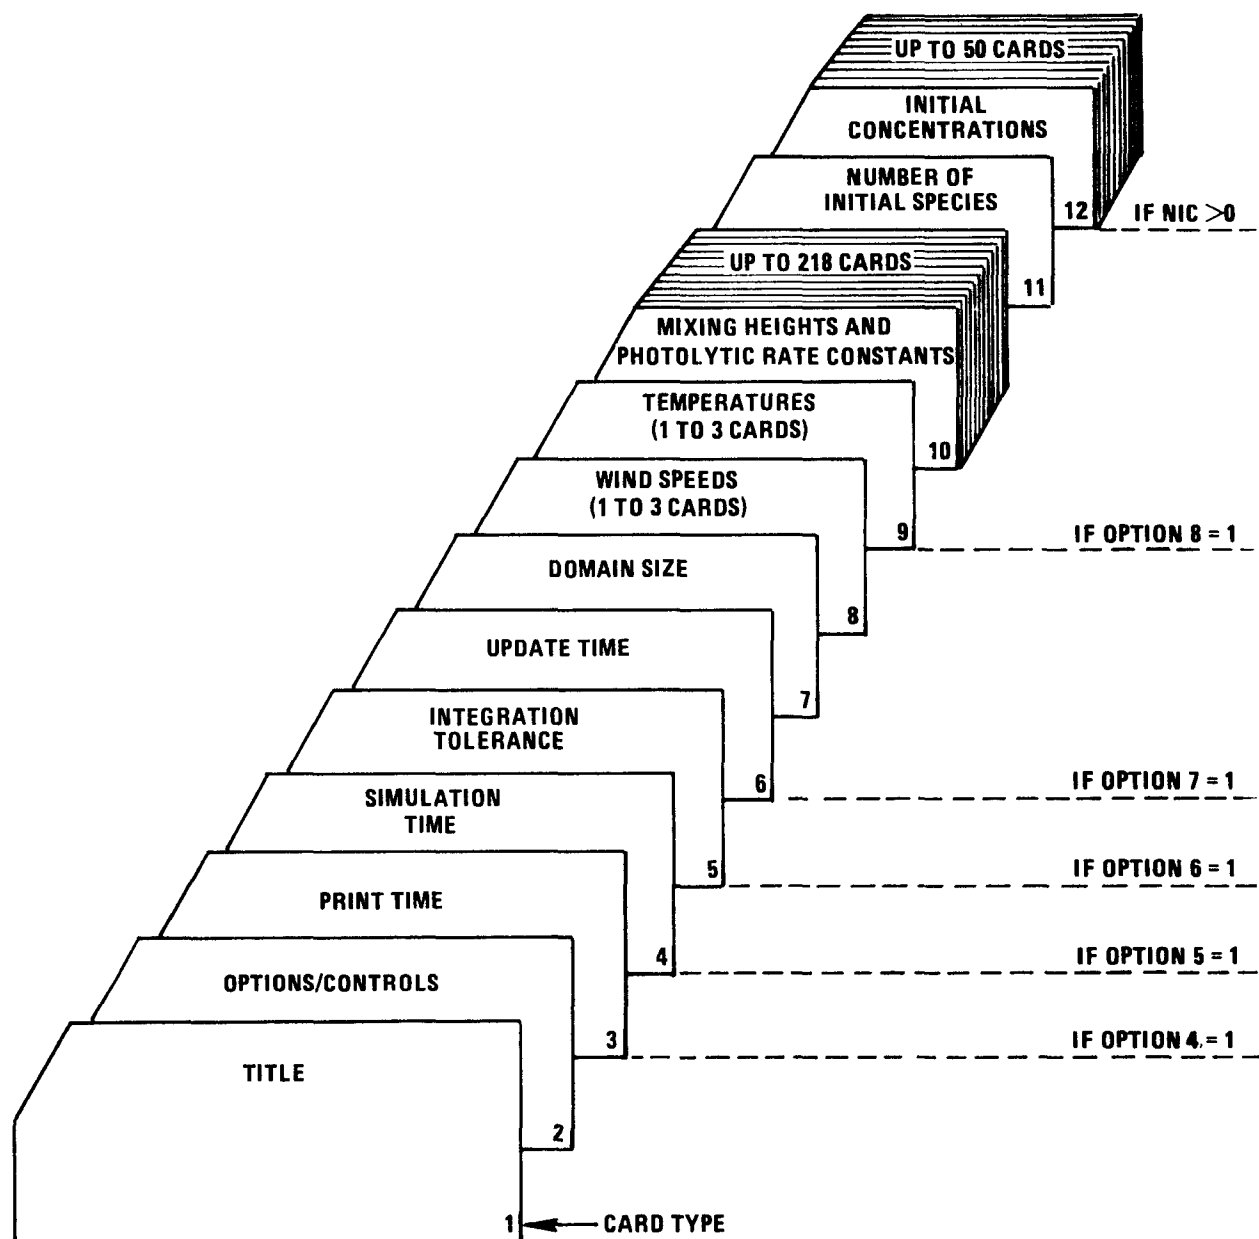 UP TO 50 CARDS
INITIAL
CONCENTRATIONS
NUMBER OF
INITIAL SPECIES
12
IF NIC >0
UP TO 218 CARDS
11
MIXING HEIGHTS AND
PHOTOLYTIC RATE CONSTANTS
TEMPERATURES
(1 TO 3 CARDS)
10
WIND SPEEDS
(1 TO 3 CARDS)
9
IF OPTION 8 = 1
DOMAIN SIZE
8
UPDATE TIME
7
INTEGRATION
TOLERANCE
6
IF OPTION 7 = 1
SIMULATION
TIME
5
IF OPTION 6 = 1
PRINT TIME
4
IF OPTION 5 = 1
OPTIONS/CONTROLS
3
IF OPTION 4 = 1
TITLE
2
1
CARD TYPE